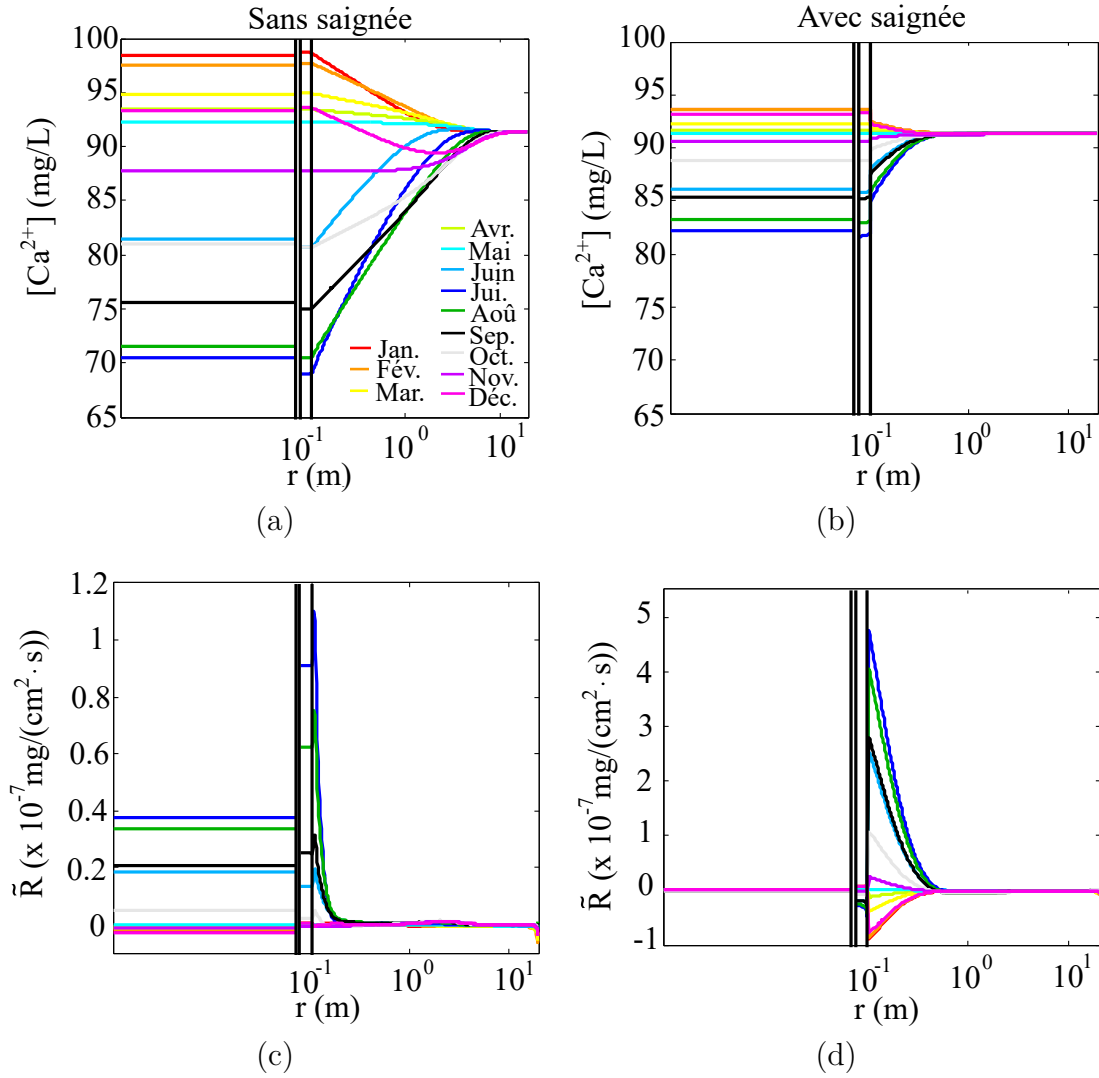 Sans saignée
[Ca²⁺] (mg/L)
100
95
90
85
80
75
70
65
Avr.
Mai
Juin
Jui.
Aoû
Sep.
Oct.
Nov.
Déc.
Jan.
Fév.
Mar.
10⁻¹ 10⁰ 10¹
r (m)
(a)
Avec saignée
[Ca²⁺] (mg/L)
100
95
90
85
80
75
70
65
10⁻¹ 10⁰ 10¹
r (m)
(b)
R̃ (x 10⁻⁷mg/(cm²·s))
1.2
1
0.8
0.6
0.4
0.2
0
10⁻¹ 10⁰ 10¹
r (m)
(c)
R̃ (x 10⁻⁷mg/(cm²·s))
5
4
3
2
1
0
-1
10⁻¹ 10⁰ 10¹
r (m)
(d)